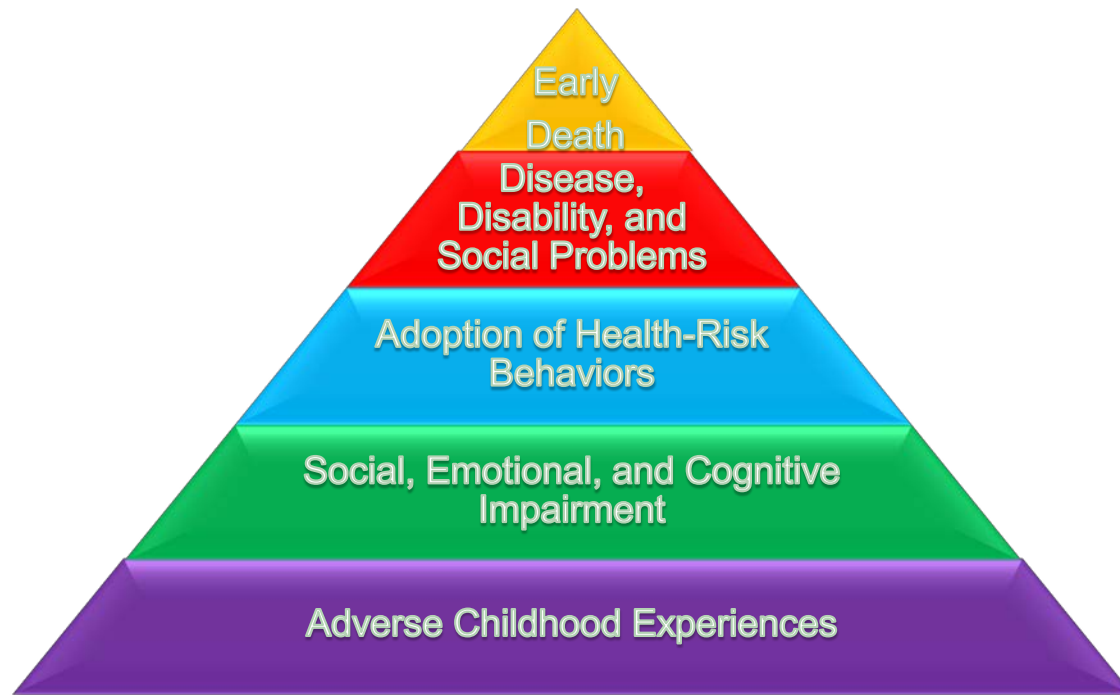 Early
Death
Disease,
Disability, and
Social Problems
Adoption of Health-Risk
Behaviors
Social, Emotional, and Cognitive
Impairment
Adverse Childhood Experiences